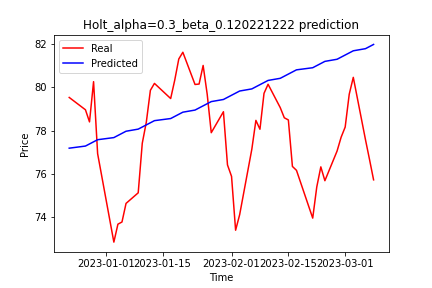 Holt_alpha=0.3_beta_0.120221222 prediction
Real
Predicted
82
80
78
76
74
Price
2023-01-01 2023-01-15 2023-02-01 2023-02-15 2023-03-01
Time